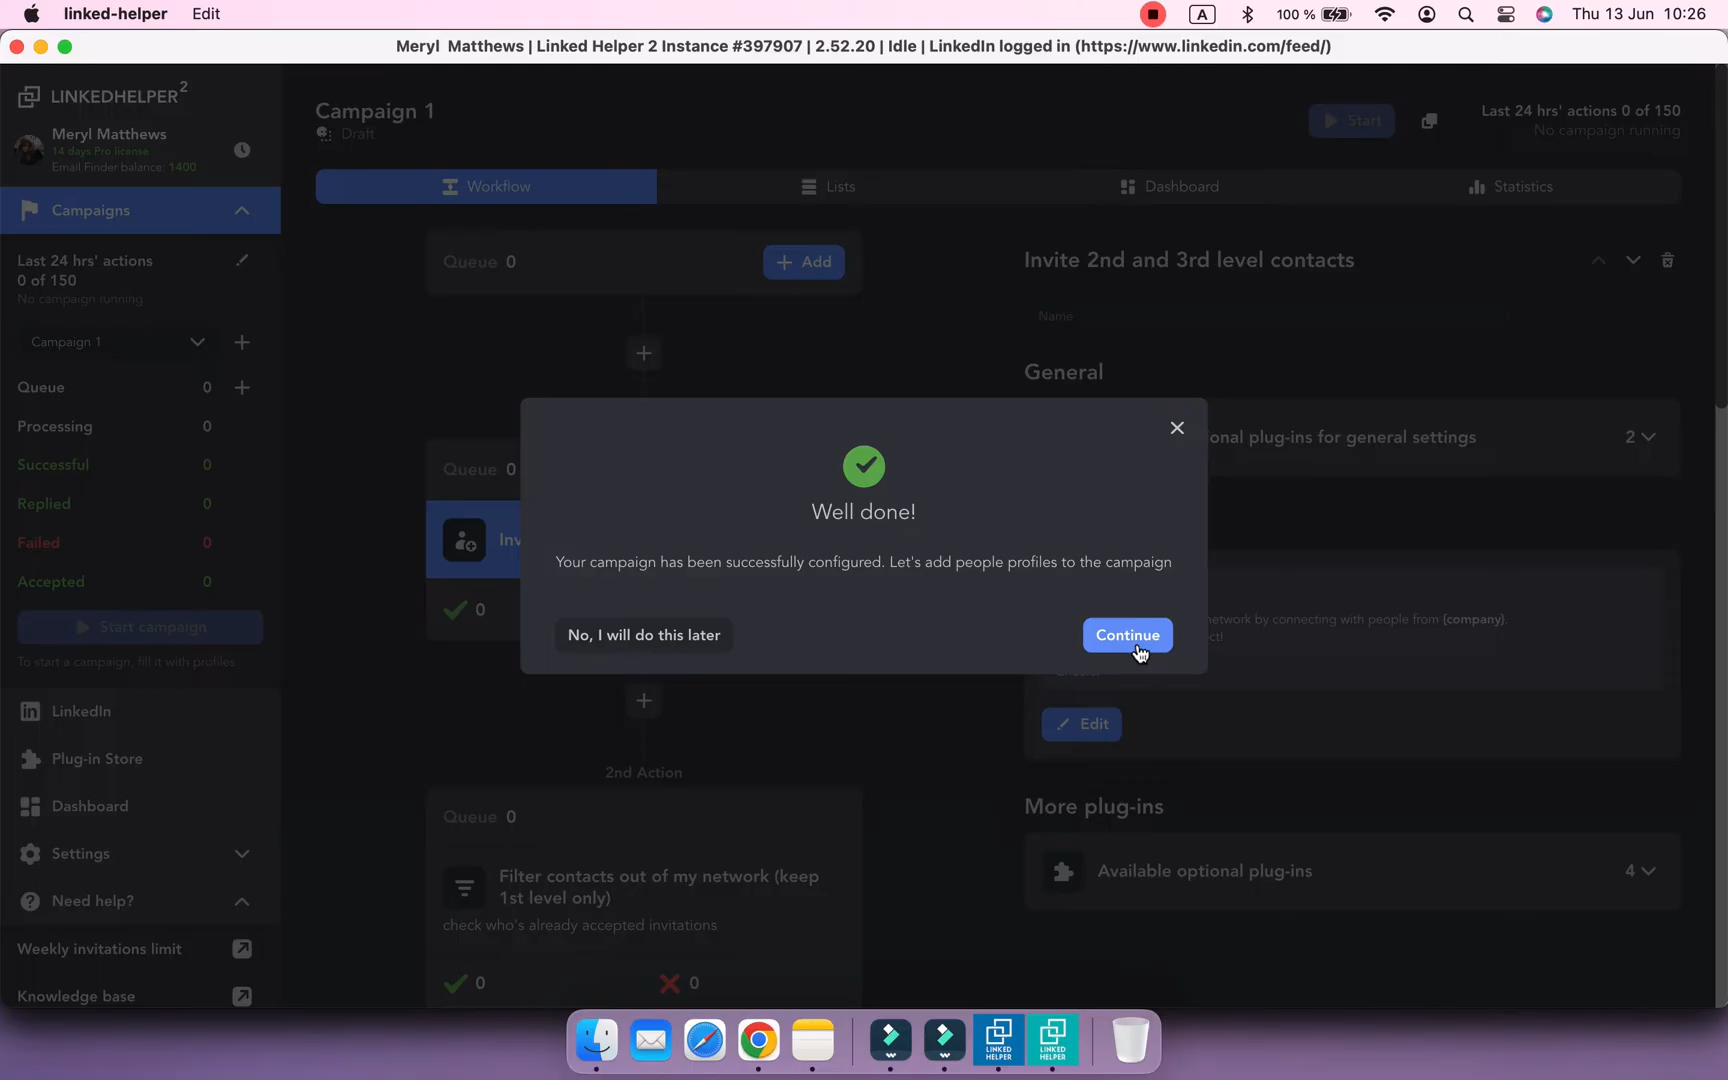 linked-helper Edit
A 100 % Thu 13 Jun 10:26
Meryl Matthews | Linked Helper 2 Instance #397907 | 2.52.20 | Idle | LinkedIn logged in (https://www.linkedin.com/feed/)
LINKEDHELPER2
Meryl Matthews
14 days Pro license
Email Finder balance: 1400
Campaigns
Last 24 hrs' actions
0 of 150
No campaign running
Campaign 1
Queue 0
Processing 0
Successful 0
Replied 0
Failed 0
Accepted 0
Start campaign
To start a campaign, fill it with profiles
LinkedIn
Plug-in Store
Dashboard
Settings
Need help?
Weekly invitations limit
Knowledge base
Campaign 1
Draft
Start
Last 24 hrs' actions 0 of 150
No campaign running
Workflow
Lists
Dashboard
Statistics
Queue 0
Add
Queue 0
Inv
0
2nd Action
Queue 0
Filter contacts out of my network (keep
1st level only)
check who's already accepted invitations
0 0
Invite 2nd and 3rd level contacts
Name
General
onal plug-ins for general settings 2
etwork by connecting with people from {company}.
ct!
Edit
More plug-ins
Available optional plug-ins 4
Well done!
Your campaign has been successfully configured. Let's add people profiles to the campaign
No, I will do this later
Continue
LINKED
HELPER
LINKED
HELPER